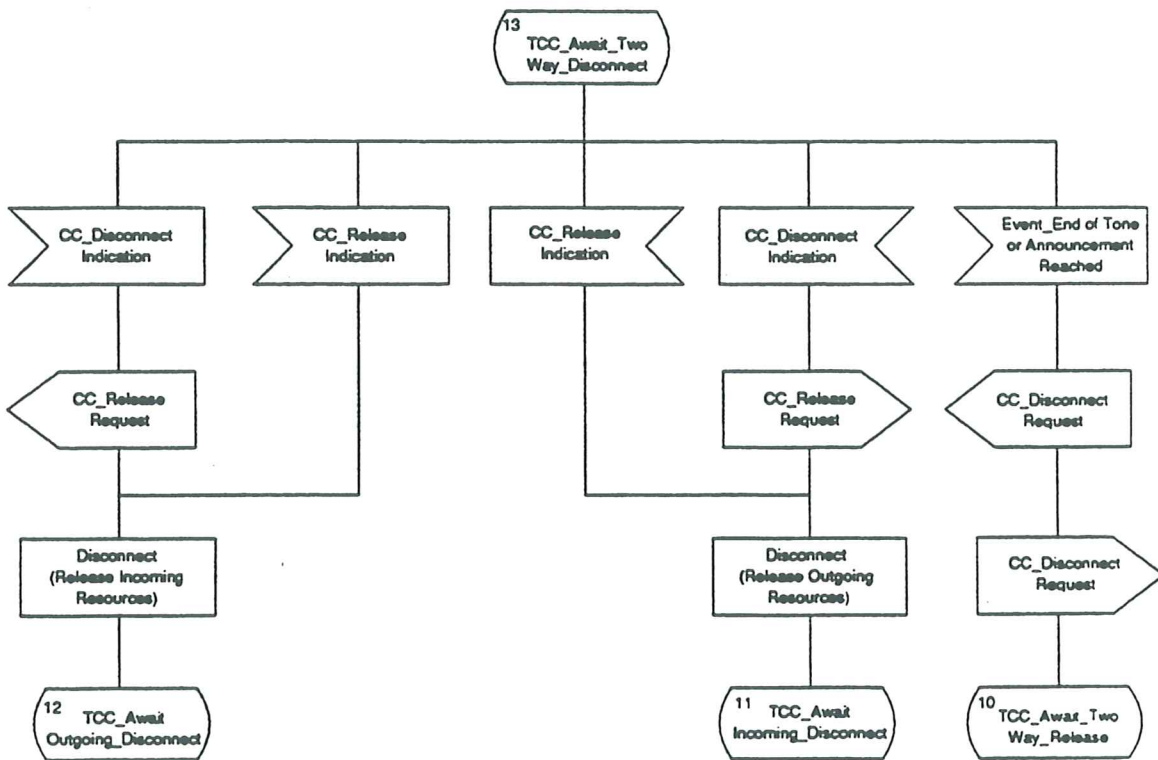 13
TCC_Await_Two
Way_Disconnect
CC_Disconnect
Indication
CC_Release
Indication
CC_Release
Indication
CC_Disconnect
Indication
Event_End of Tone
or Announcement
Reached
CC_Release
Request
CC_Release
Request
CC_Disconnect
Request
Disconnect
(Release Incoming
Resources)
Disconnect
(Release Outgoing
Resources)
CC_Disconnect
Request
12
TCC_Await
Outgoing_Disconnect
11
TCC_Await
Incoming_Disconnect
10
TCC_Await_Two
Way_Release